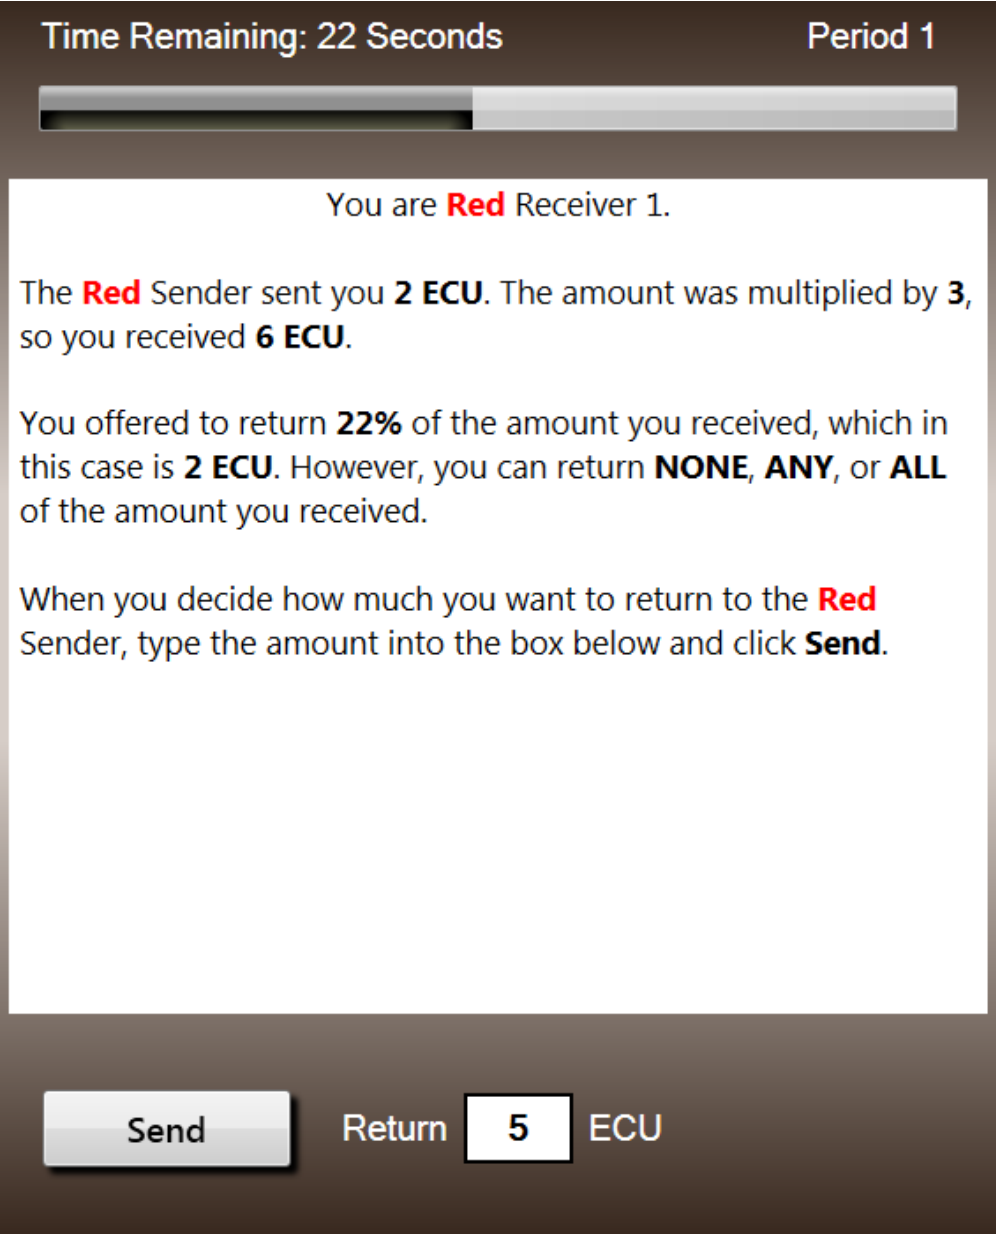 Time Remaining: 22 Seconds Period 1
You are Red Receiver 1.
The Red Sender sent you 2 ECU. The amount was multiplied by 3,
so you received 6 ECU.
You offered to return 22% of the amount you received, which in
this case is 2 ECU. However, you can return NONE, ANY, or ALL
of the amount you received.
When you decide how much you want to return to the Red
Sender, type the amount into the box below and click Send.
Send Return 5 ECU